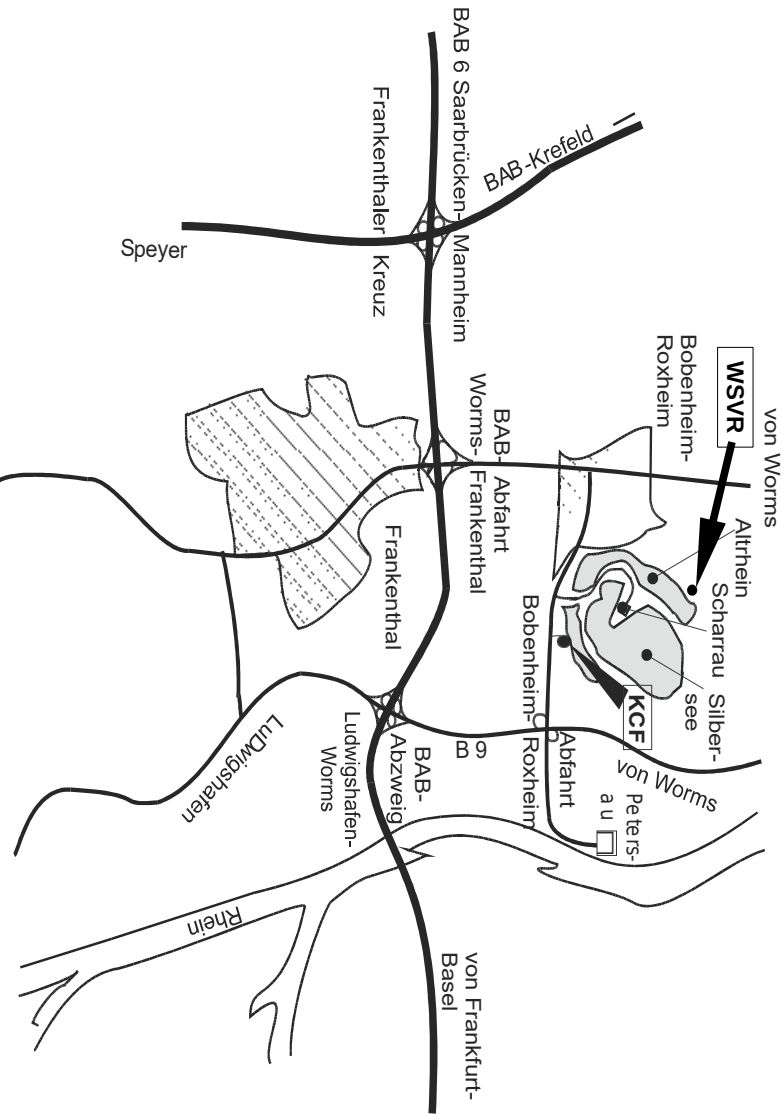 von Worms
WSVR
Bobenheim-
Roxheim
Altrhein
Scharrau
Silber-
see
KCF
von Worms
Peters-
au
BAB-Krefeld
BAB 6 Saarbrücken- Mannheim
Frankenthaler Kreuz
Speyer
BAB- Abfahrt
Worms- Frankenthal
Frankenthal
Abfahrt
Bobenheim- Roxheim
B9
BAB-
Abzweig
Ludwigshafen-
Worms
LuDwigshafen
Rhein
von Frankfurt-
Basel